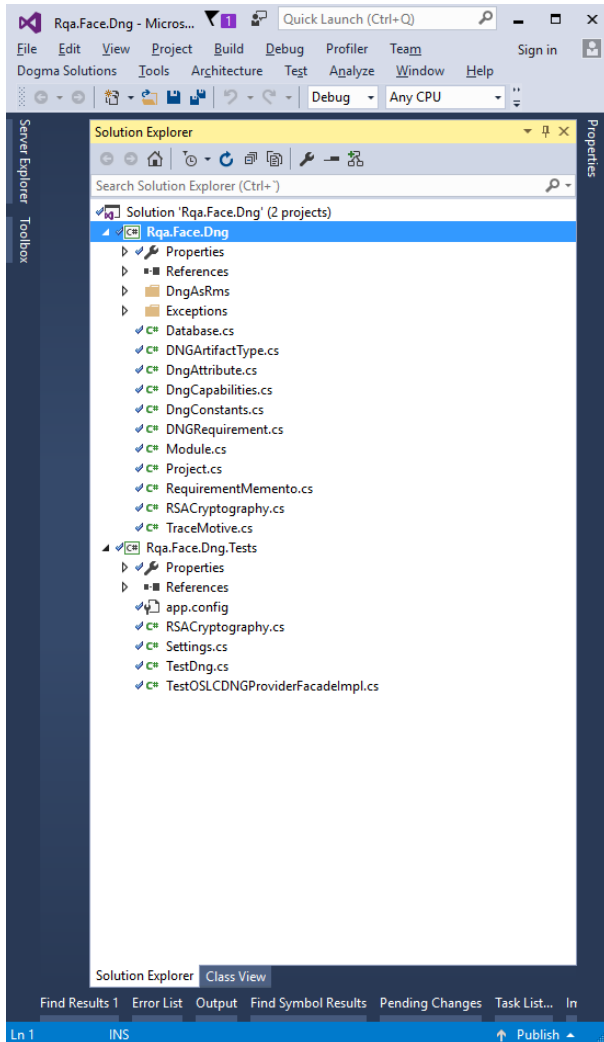 Rqa.Face.Dng - Micros... 1 Quick Launch (Ctrl+Q)
File Edit View Project Build Debug Profiler Team Sign in
Dogma Solutions Tools Architecture Test Analyze Window Help
Debug Any CPU
Server Explorer
Toolbox
Solution Explorer
Properties
Search Solution Explorer (Ctrl+`)
Solution 'Rqa.Face.Dng' (2 projects)
C# Rqa.Face.Dng
Properties
References
DngAsRms
Exceptions
C# Database.cs
C# DNGArtifactType.cs
C# DngAttribute.cs
C# DngCapabilities.cs
C# DngConstants.cs
C# DNGRequirement.cs
C# Module.cs
C# Project.cs
C# RequirementMemento.cs
C# RSACryptography.cs
C# TraceMotive.cs
C# Rqa.Face.Dng.Tests
Properties
References
app.config
C# RSACryptography.cs
C# Settings.cs
C# TestDng.cs
C# TestOSLCDNGProviderFacadeImpl.cs
Solution Explorer Class View
Find Results 1 Error List Output Find Symbol Results Pending Changes Task List... In
Ln 1 INS Publish